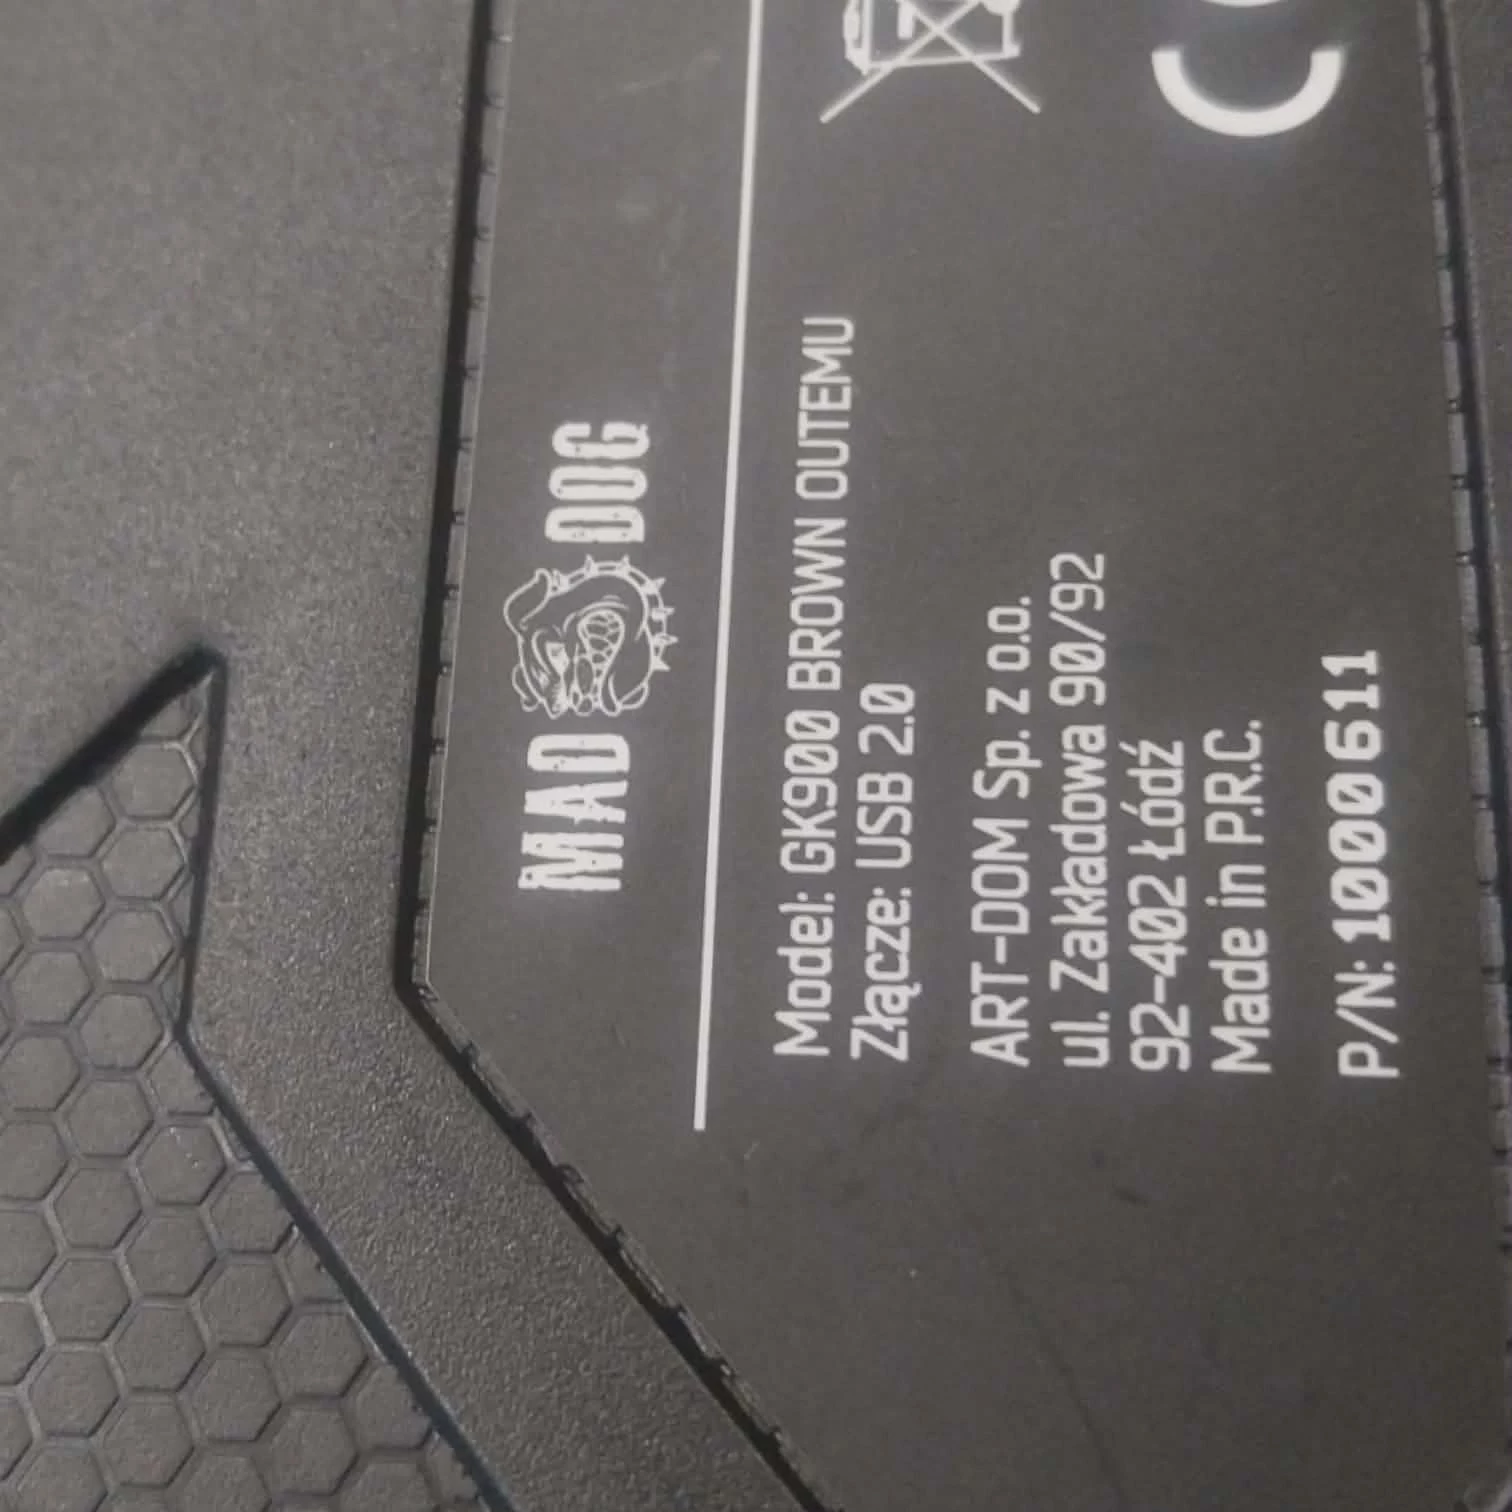 MAD DOG
Model: GK900 BROWN OUTEMU
Złącze: USB 2.0
ART-DOM Sp. z o.o.
ul. Zakładowa 90/92
92-402 Łódź
Made in P.R.C.
P/N: 1000611